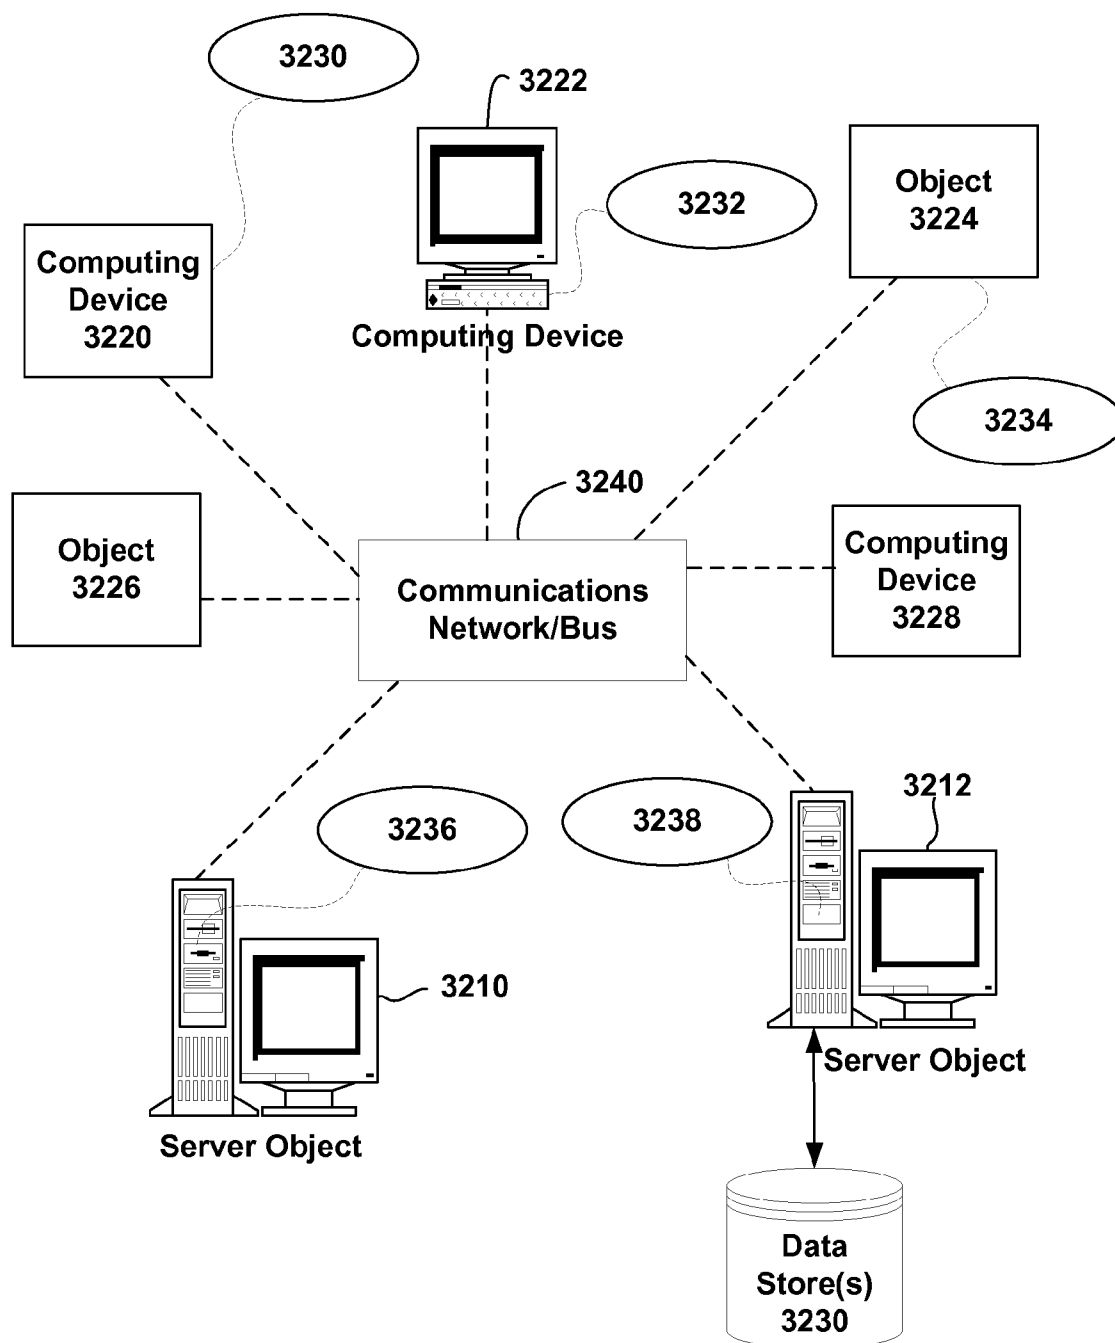 3230
3222
3232
Object
3224
Computing
Device
3220
Computing Device
3234
3240
Object
3226
Communications
Network/Bus
Computing
Device
3228
3236
3238
3212
3210
Server Object
Server Object
Data
Store(s)
3230